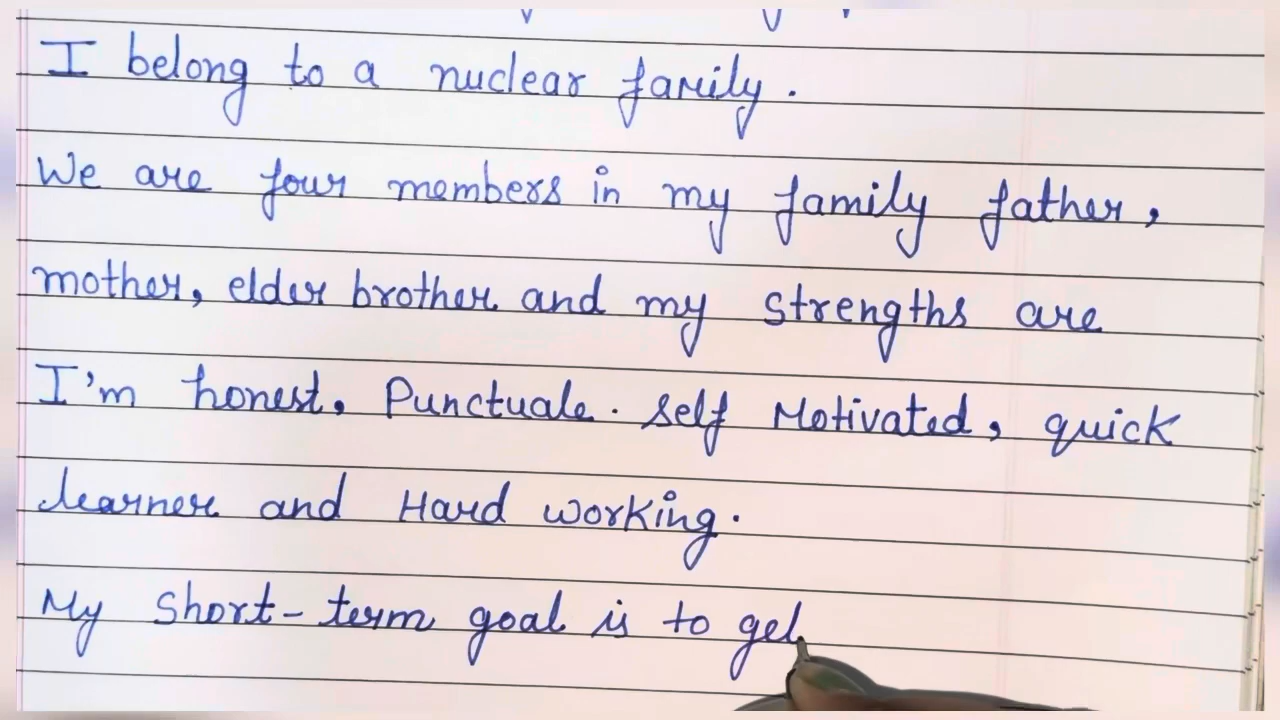 I belong to a nuclear family.
We are four members in my family father,
mother, elder brother and my strengths are
I'm honest, Punctuale. Self Motivated, quick
learner and Hard working.
My Short-term goal is to get